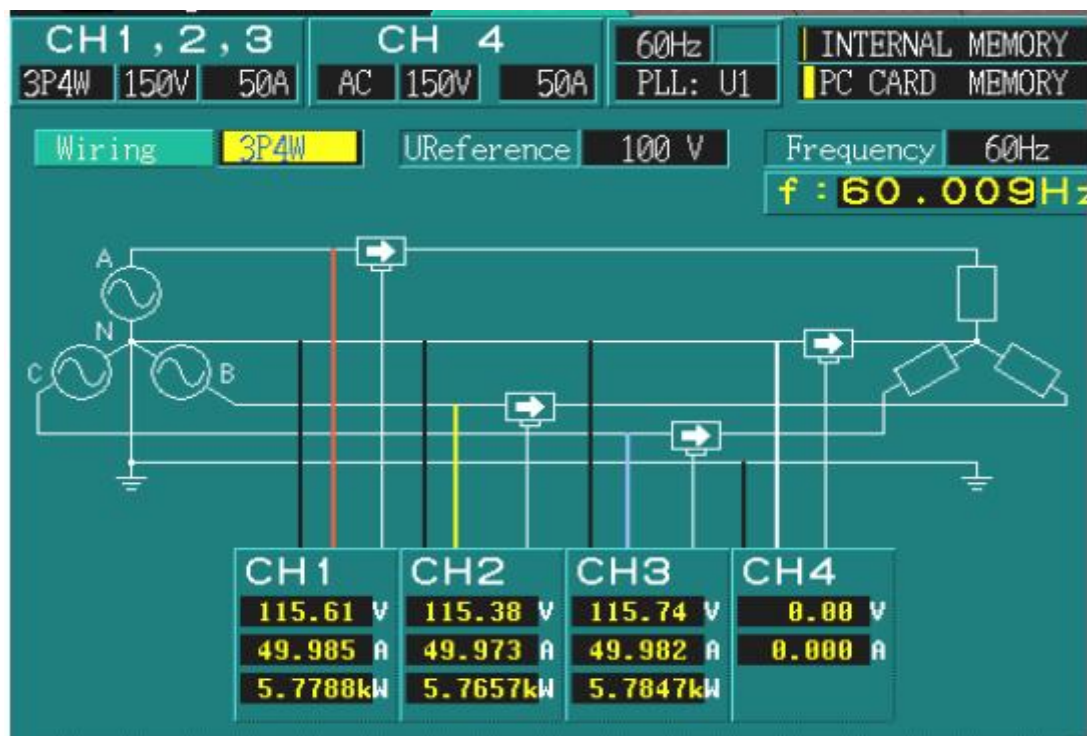 CH1,2,3 CH 4 60Hz INTERNAL MEMORY
3P4W 150V 50A AC 150V 50A PLL: U1 PC CARD MEMORY
Wiring 3P4W UReference 100 V Frequency 60Hz
f:60.009Hz
A
N
C B
CH1 CH2 CH3 CH4
115.61 V 115.38 V 115.74 V 0.00 V
49.985 A 49.973 A 49.982 A 0.000 A
5.7788kW 5.7657kW 5.7847kW